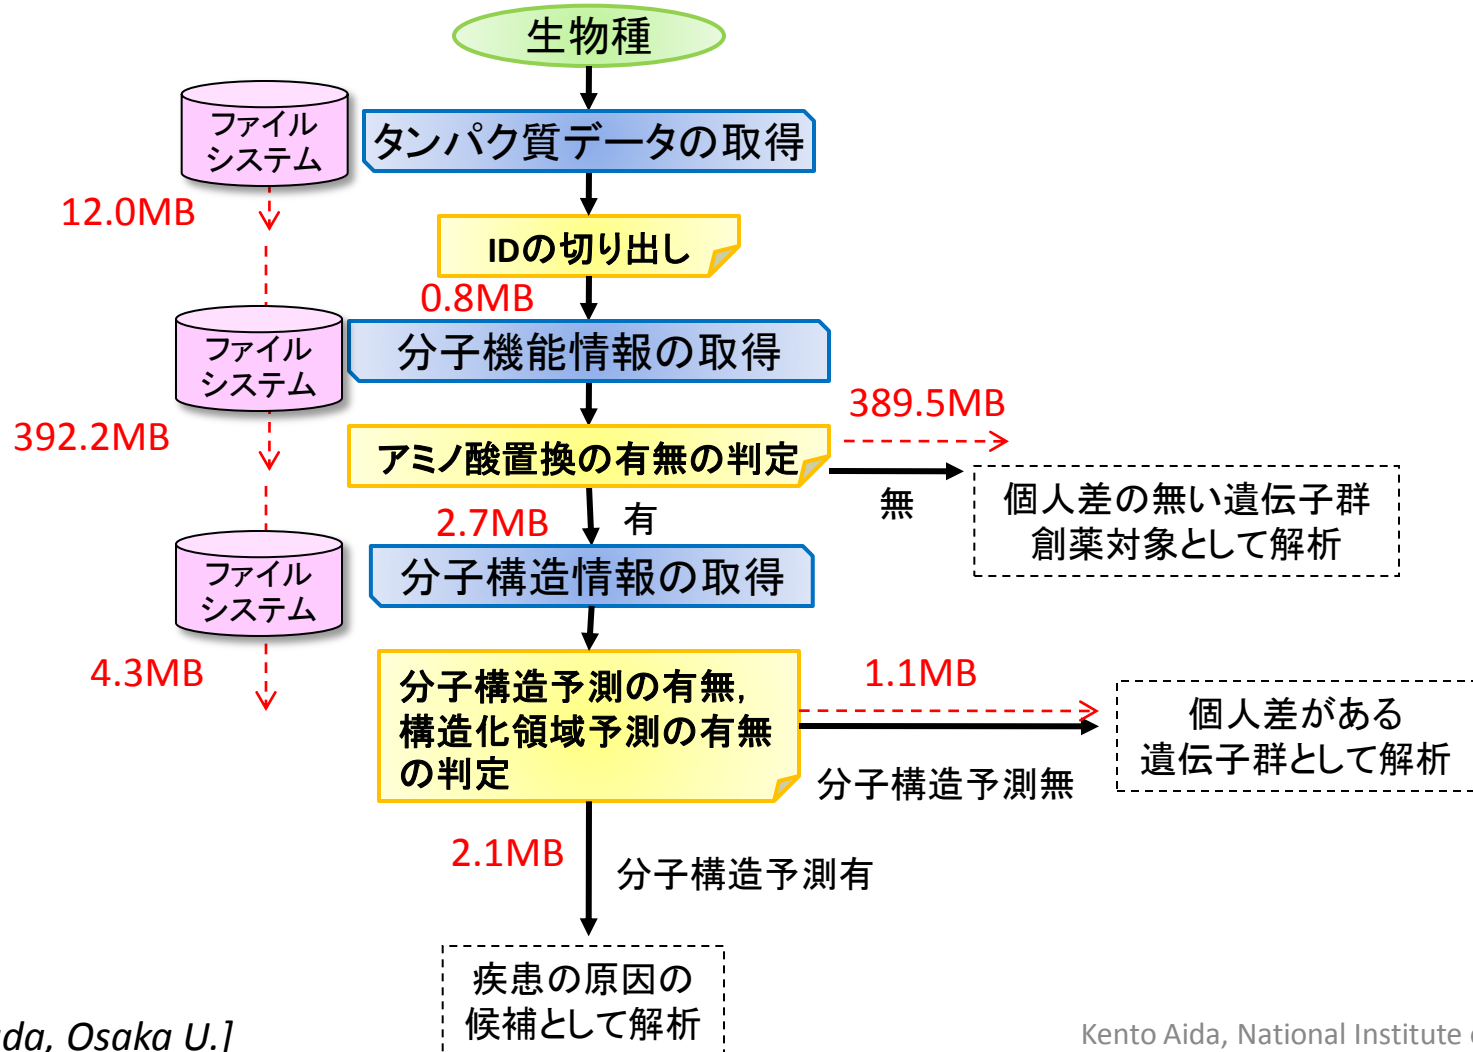 生物種
ファイル
システム
タンパク質データの取得
12.0MB
IDの切り出し
0.8MB
ファイル
システム
分子機能情報の取得
389.5MB
392.2MB
アミノ酸置換の有無の判定
無
個人差の無い遺伝子群
創薬対象として解析
2.7MB
有
ファイル
システム
分子構造情報の取得
4.3MB
分子構造予測の有無,
構造化領域予測の有無
の判定
1.1MB
個人差がある
遺伝子群として解析
分子構造予測無
2.1MB
分子構造予測有
疾患の原因の
候補として解析
Osaka U.]
Kento Aida, National Institute